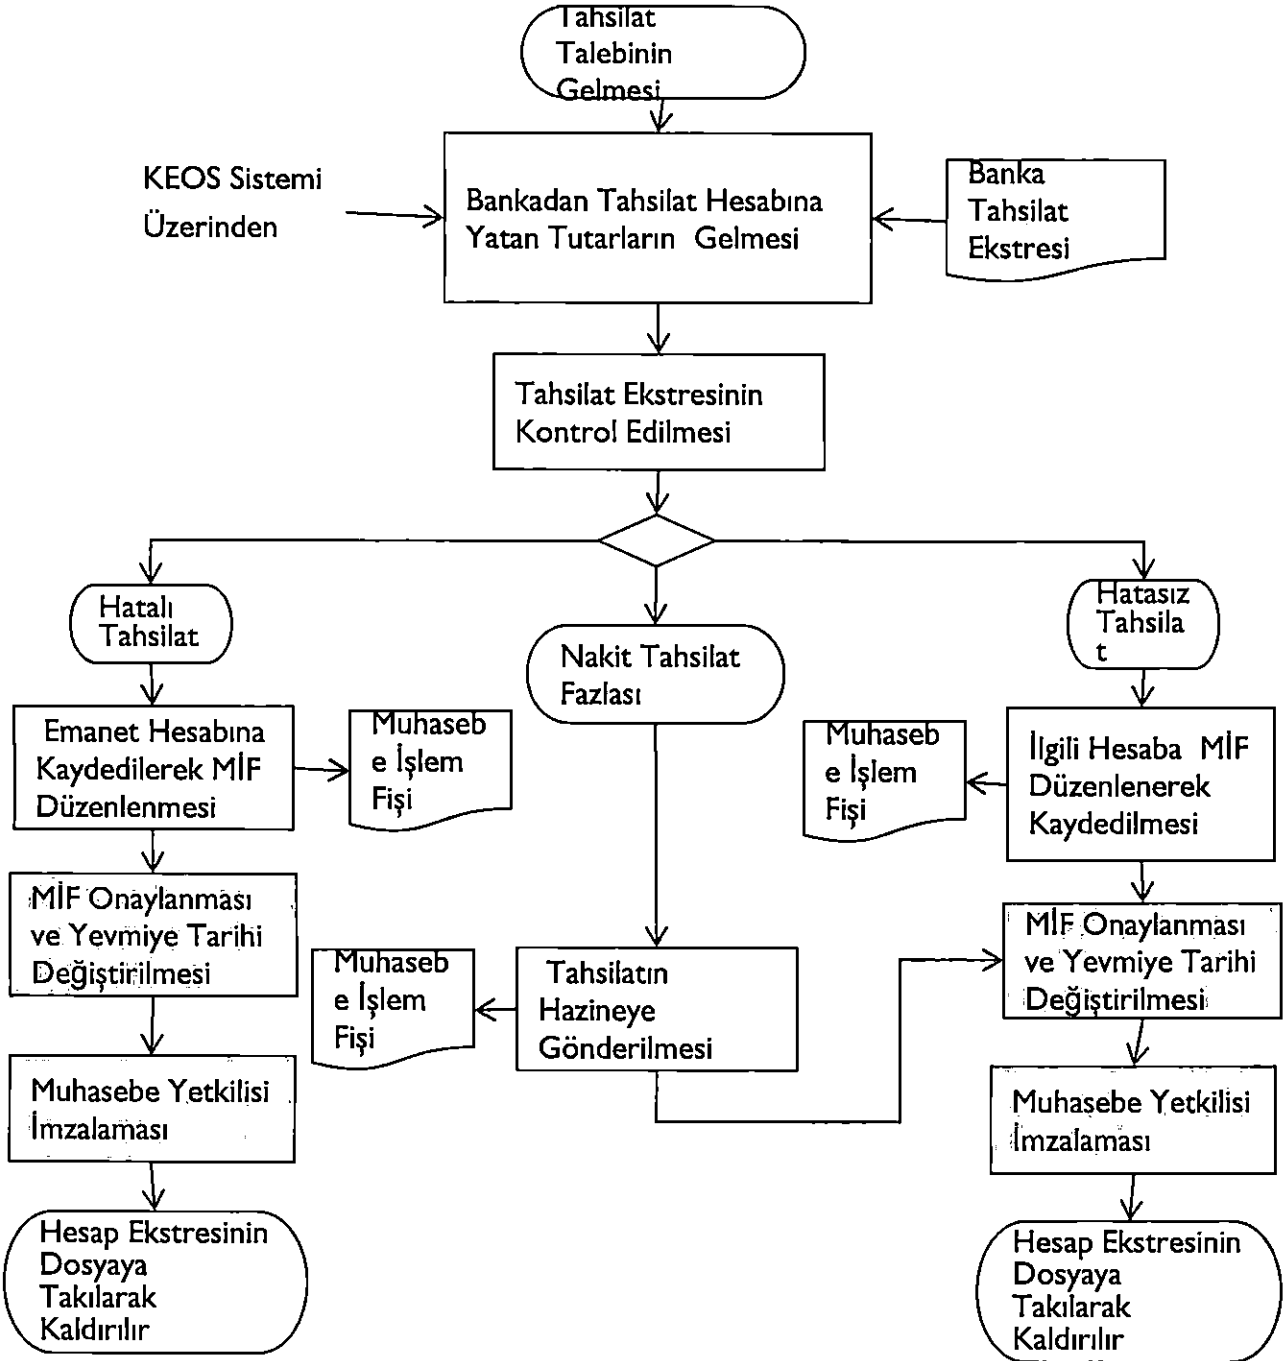 Tahsilat
Talebinin
Gelmesi
KEOS Sistemi
Üzerinden
Bankadan Tahsilat Hesabına
Yatan Tutarların Gelmesi
Banka
Tahsilat
Ekstresi
Tahsilat Ekstresinin
Kontrol Edilmesi
Hatalı
Tahsilat
Nakit Tahsilat
Fazlası
Hatasız
Tahsila
t
Emanet Hesabına
Kaydedilerek MİF
Düzenlenmesi
Muhaseb
e İşlem
Fişi
Muhaseb
e İşlem
Fişi
İlgili Hesaba MİF
Düzenlenerek
Kaydedilmesi
MİF Onaylanması
ve Yevmiye Tarihi
Değiştirilmesi
Muhaseb
e İşlem
Fişi
Tahsilatın
Hazineye
Gönderilmesi
MİF Onaylanması
ve Yevmiye Tarihi
Değiştirilmesi
Muhasebe Yetkilisi
İmzalaması
Muhasebe Yetkilisi
İmzalaması
Hesap Ekstresinin
Dosyaya
Takılarak
Kaldırılır
Hesap Ekstresinin
Dosyaya
Takılarak
Kaldırılır